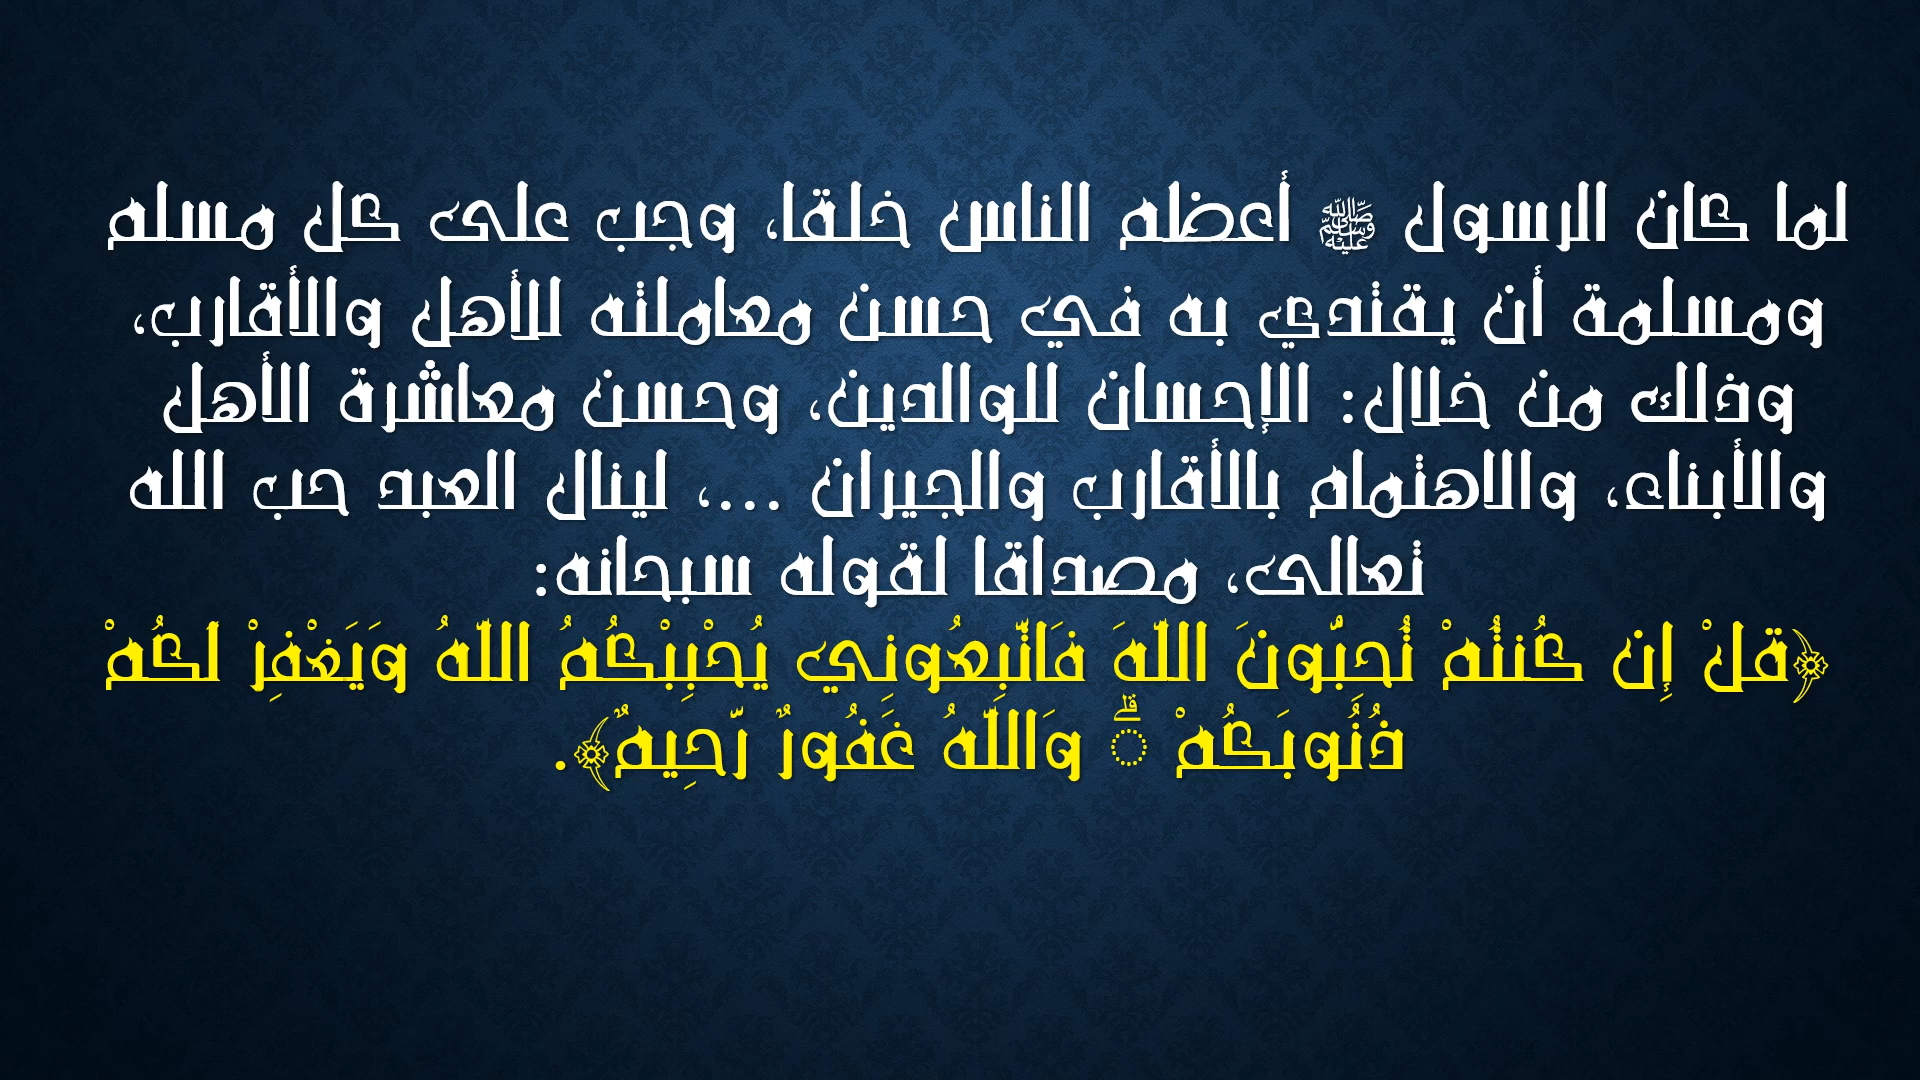 لما كان الرسول ﷺ أعظم الناس خلقا، وجب على كل مسلم
ومسلمة أن يقتدي به في حسن معاملته للأهل والأقارب،
وذلك من خلال: الإحسان للوالدين، وحسن معاشرة الأهل
والأبناء، والاهتمام بالأقارب والجيران ...، لينال العبد حب الله
تعالى، مصداقا لقوله سبحانه:
﴿قلْ إِن كُنتُمْ تُحِبُّونَ اللَّهَ فَاتَّبِعُونِي يُحْبِبْكُمُ اللَّهُ وَيَغْفِرْ لَكُمْ
ذُنُوبَكُمْ ۗ وَاللَّهُ غَفُورٌ رَّحِيمٌ﴾.